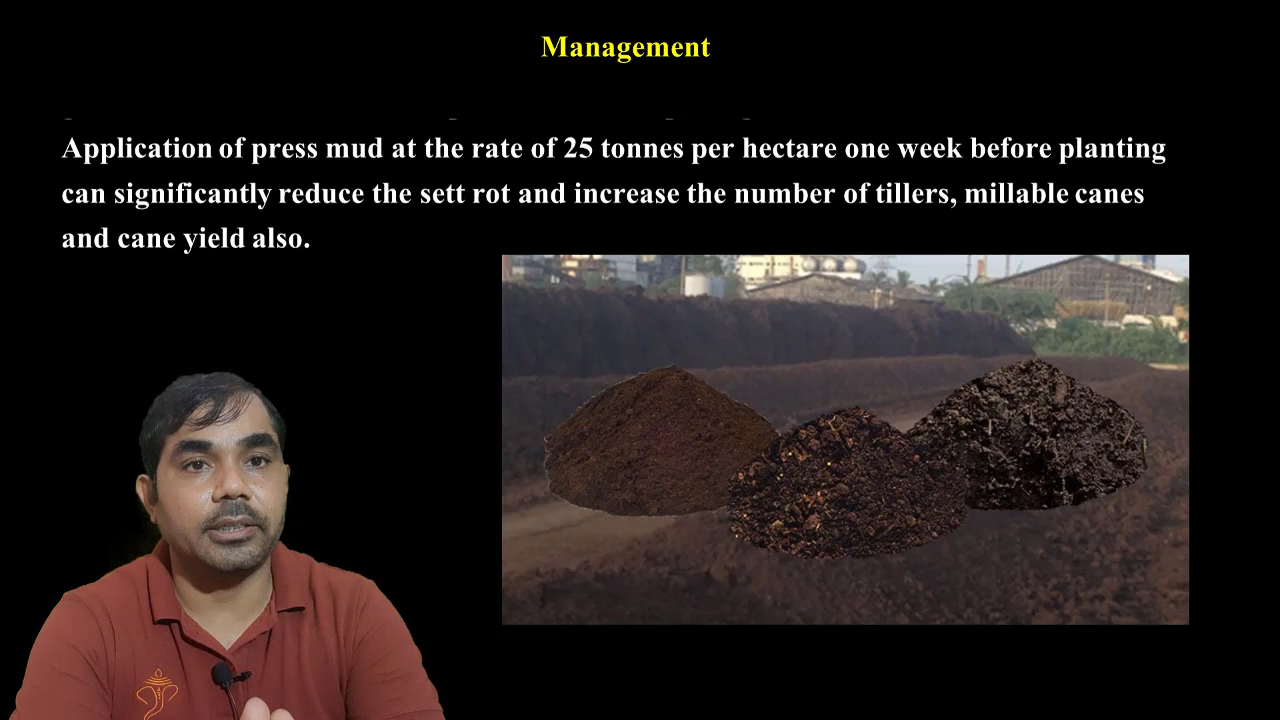 Management
Application of press mud at the rate of 25 tonnes per hectare one week before planting
can significantly reduce the sett rot and increase the number of tillers, millable canes
and cane yield also.